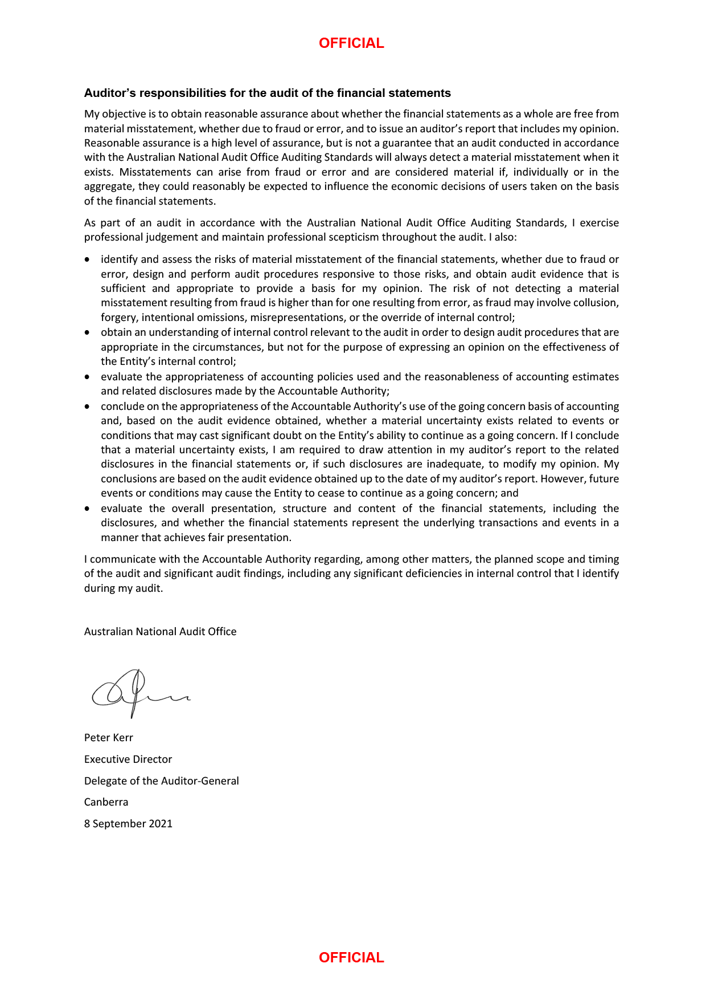 OFFICIAL
Auditor’s responsibilities for the audit of the financial statements
My objective is to obtain reasonable assurance about whether the financial statements as a whole are free from
material misstatement, whether due to fraud or error, and to issue an auditor’s report that includes my opinion.
Reasonable assurance is a high level of assurance, but is not a guarantee that an audit conducted in accordance
with the Australian National Audit Office Auditing Standards will always detect a material misstatement when it
exists. Misstatements can arise from fraud or error and are considered material if, individually or in the
aggregate, they could reasonably be expected to influence the economic decisions of users taken on the basis
of the financial statements.
As part of an audit in accordance with the Australian National Audit Office Auditing Standards, I exercise
professional judgement and maintain professional scepticism throughout the audit. I also:
• identify and assess the risks of material misstatement of the financial statements, whether due to fraud or
error, design and perform audit procedures responsive to those risks, and obtain audit evidence that is
sufficient and appropriate to provide a basis for my opinion. The risk of not detecting a material
misstatement resulting from fraud is higher than for one resulting from error, as fraud may involve collusion,
forgery, intentional omissions, misrepresentations, or the override of internal control;
• obtain an understanding of internal control relevant to the audit in order to design audit procedures that are
appropriate in the circumstances, but not for the purpose of expressing an opinion on the effectiveness of
the Entity’s internal control;
• evaluate the appropriateness of accounting policies used and the reasonableness of accounting estimates
and related disclosures made by the Accountable Authority;
• conclude on the appropriateness of the Accountable Authority’s use of the going concern basis of accounting
and, based on the audit evidence obtained, whether a material uncertainty exists related to events or
conditions that may cast significant doubt on the Entity’s ability to continue as a going concern. If I conclude
that a material uncertainty exists, I am required to draw attention in my auditor’s report to the related
disclosures in the financial statements or, if such disclosures are inadequate, to modify my opinion. My
conclusions are based on the audit evidence obtained up to the date of my auditor’s report. However, future
events or conditions may cause the Entity to cease to continue as a going concern; and
• evaluate the overall presentation, structure and content of the financial statements, including the
disclosures, and whether the financial statements represent the underlying transactions and events in a
manner that achieves fair presentation.
I communicate with the Accountable Authority regarding, among other matters, the planned scope and timing
of the audit and significant audit findings, including any significant deficiencies in internal control that I identify
during my audit.
Australian National Audit Office
Peter Kerr
Executive Director
Delegate of the Auditor-General
Canberra
8 September 2021
OFFICIAL